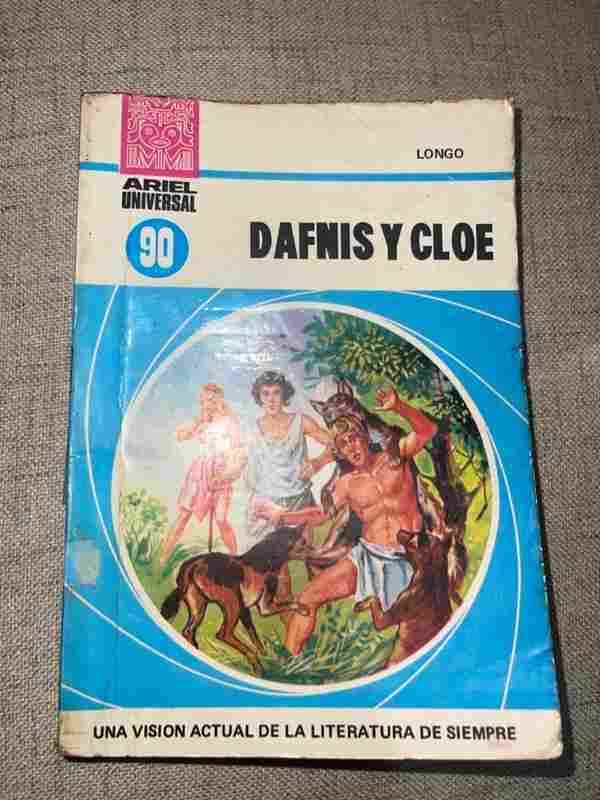 LONGO
ARIEL
UNIVERSAL
90
DAFNIS Y CLOE
UNA VISION ACTUAL DE LA LITERATURA DE SIEMPRE